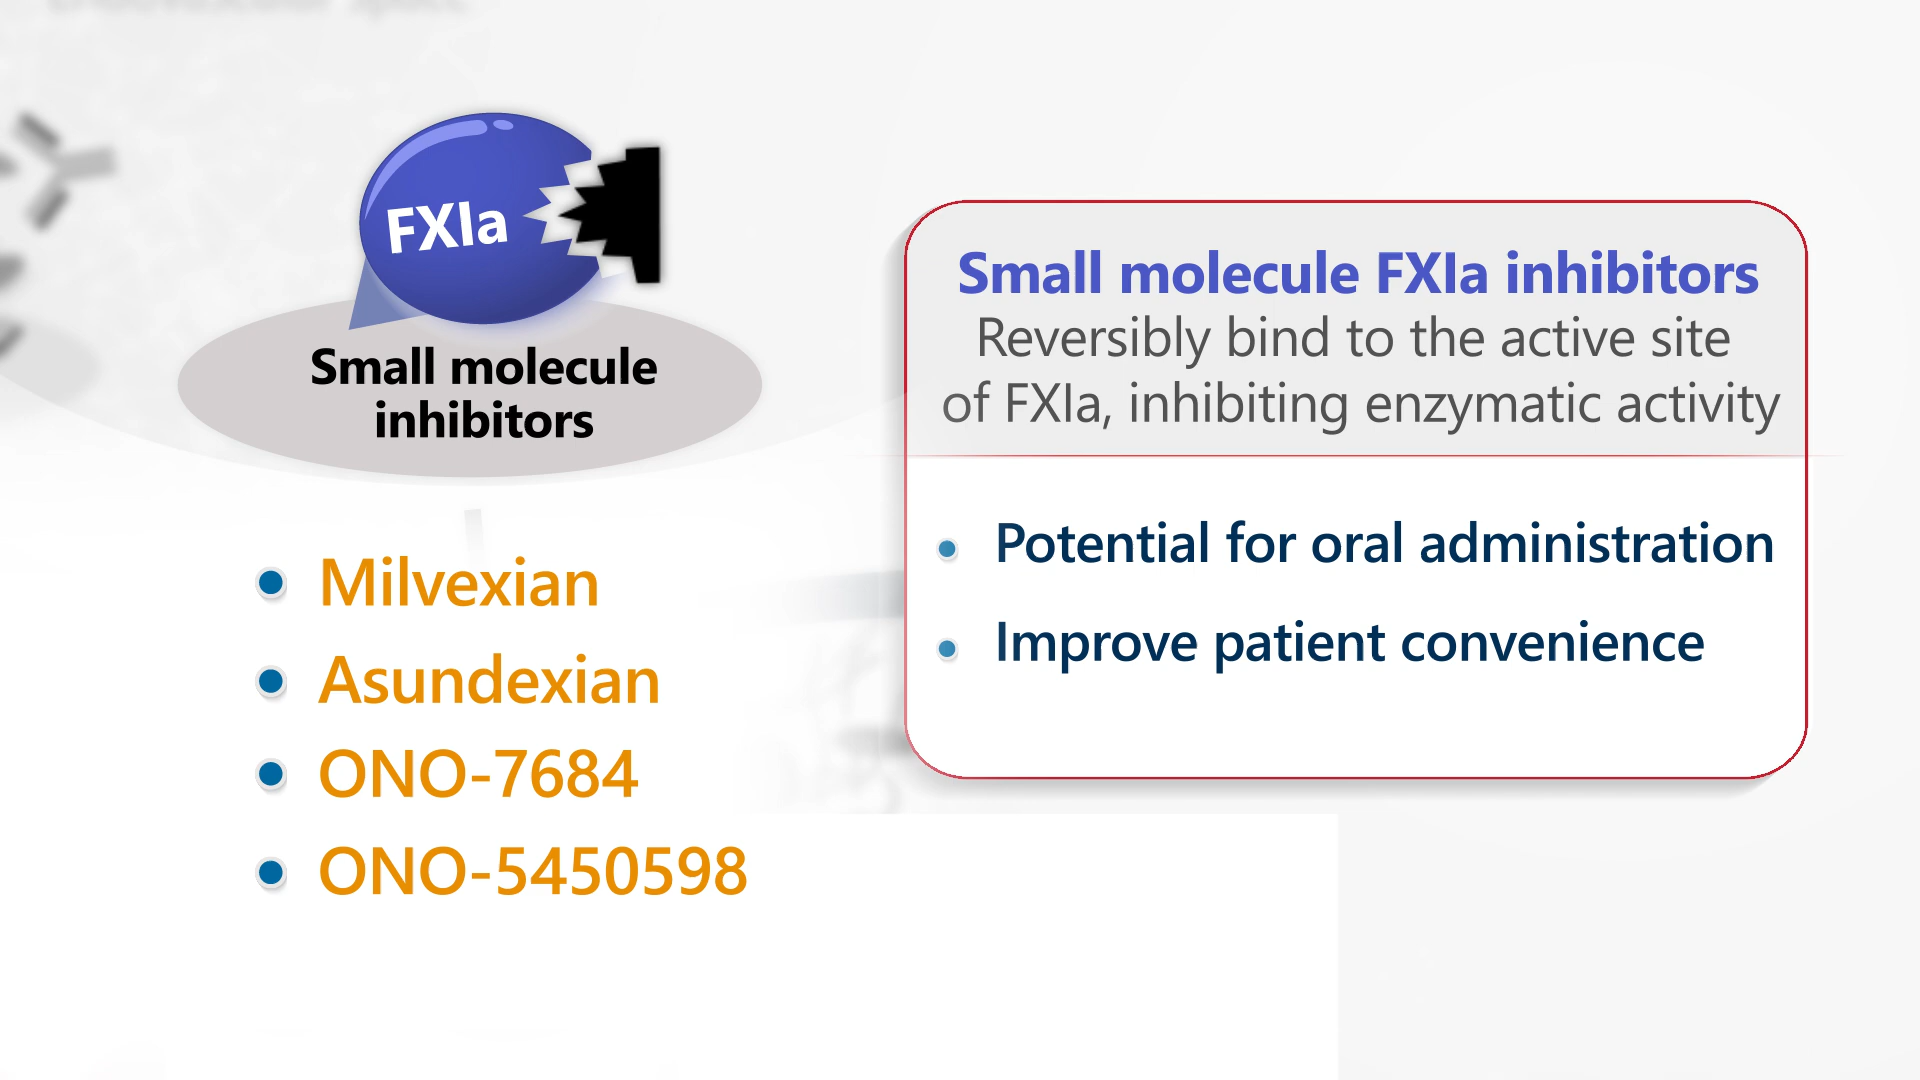 FXIa
Small molecule
inhibitors
Milvexian
Asundexian
ONO-7684
ONO-5450598
Small molecule FXIa inhibitors
Reversibly bind to the active site
of FXIa, inhibiting enzymatic activity
Potential for oral administration
Improve patient convenience